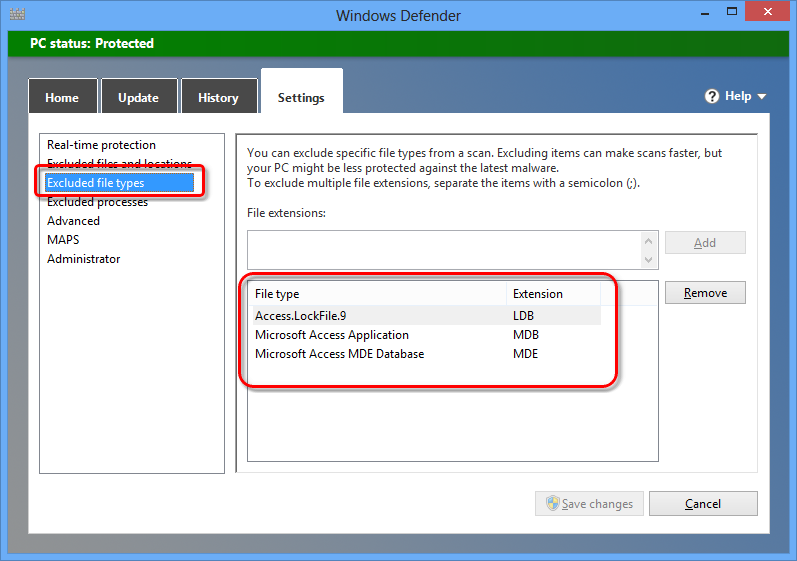 Windows Defender
PC status: Protected
Home
Update
History
Settings
Help
Real-time protection
Excluded files and locations
Excluded file types
Excluded processes
Advanced
MAPS
Administrator
You can exclude specific file types from a scan. Excluding items can make scans faster, but
your PC might be less protected against the latest malware.
To exclude multiple file extensions, separate the items with a semicolon (;).
File extensions:
Add
File type Extension
Access.LockFile.9 LDB
Microsoft Access Application MDB
Microsoft Access MDE Database MDE
Remove
Save changes
Cancel